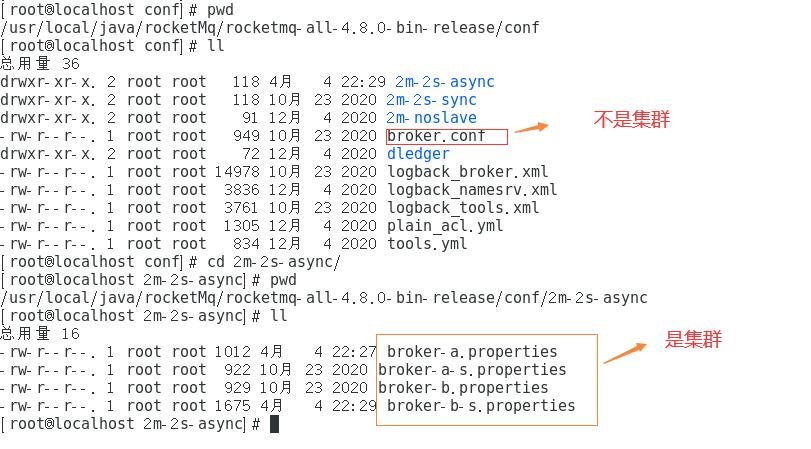 [root@localhost conf]# pwd
/usr/local/java/rocketMq/rocketmq-all-4.8.0-bin-release/conf
[root@localhost conf]# ll
总用量 36
drwxr-xr-x. 2 root root 118 4月 4 22:29 2m-2s-async
drwxr-xr-x. 2 root root 118 10月 23 2020 2m-2s-sync
drwxr-xr-x. 2 root root 91 12月 4 2020 2m-noslave
-rw-r--r--. 1 root root 949 10月 23 2020 broker.conf 不是集群
drwxr-xr-x. 2 root root 72 12月 4 2020 dledger
-rw-r--r--. 1 root root 14978 10月 23 2020 logback_broker.xml
-rw-r--r--. 1 root root 3836 12月 4 2020 logback_namesrv.xml
-rw-r--r--. 1 root root 3761 10月 23 2020 logback_tools.xml
-rw-r--r--. 1 root root 1305 12月 4 2020 plain_acl.yml
-rw-r--r--. 1 root root 834 12月 4 2020 tools.yml
[root@localhost conf]# cd 2m-2s-async/
[root@localhost 2m-2s-async]# pwd
/usr/local/java/rocketMq/rocketmq-all-4.8.0-bin-release/conf/2m-2s-async
[root@localhost 2m-2s-async]# ll
总用量 16
-rw-r--r--. 1 root root 1012 4月 4 22:27 broker-a.properties 是集群
-rw-r--r--. 1 root root 922 10月 23 2020 broker-a-s.properties
-rw-r--r--. 1 root root 929 10月 23 2020 broker-b.properties
-rw-r--r--. 1 root root 1675 4月 4 22:29 broker-b-s.properties
[root@localhost 2m-2s-async]#